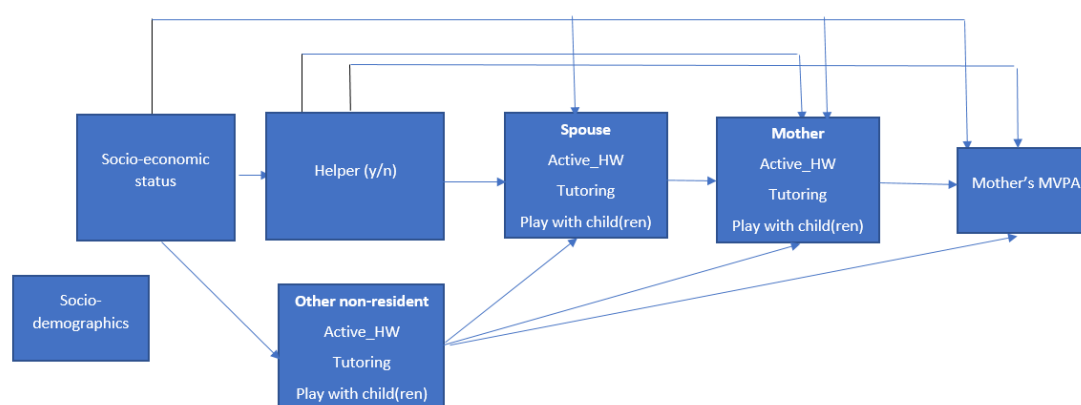 Socio-economic
status
Helper (y/n)
Spouse
Active_HW
Tutoring
Play with child(ren)
Mother
Active_HW
Tutoring
Play with child(ren)
Mother's MVPA
Socio-
demographics
Other non-resident
Active_HW
Tutoring
Play with child(ren)